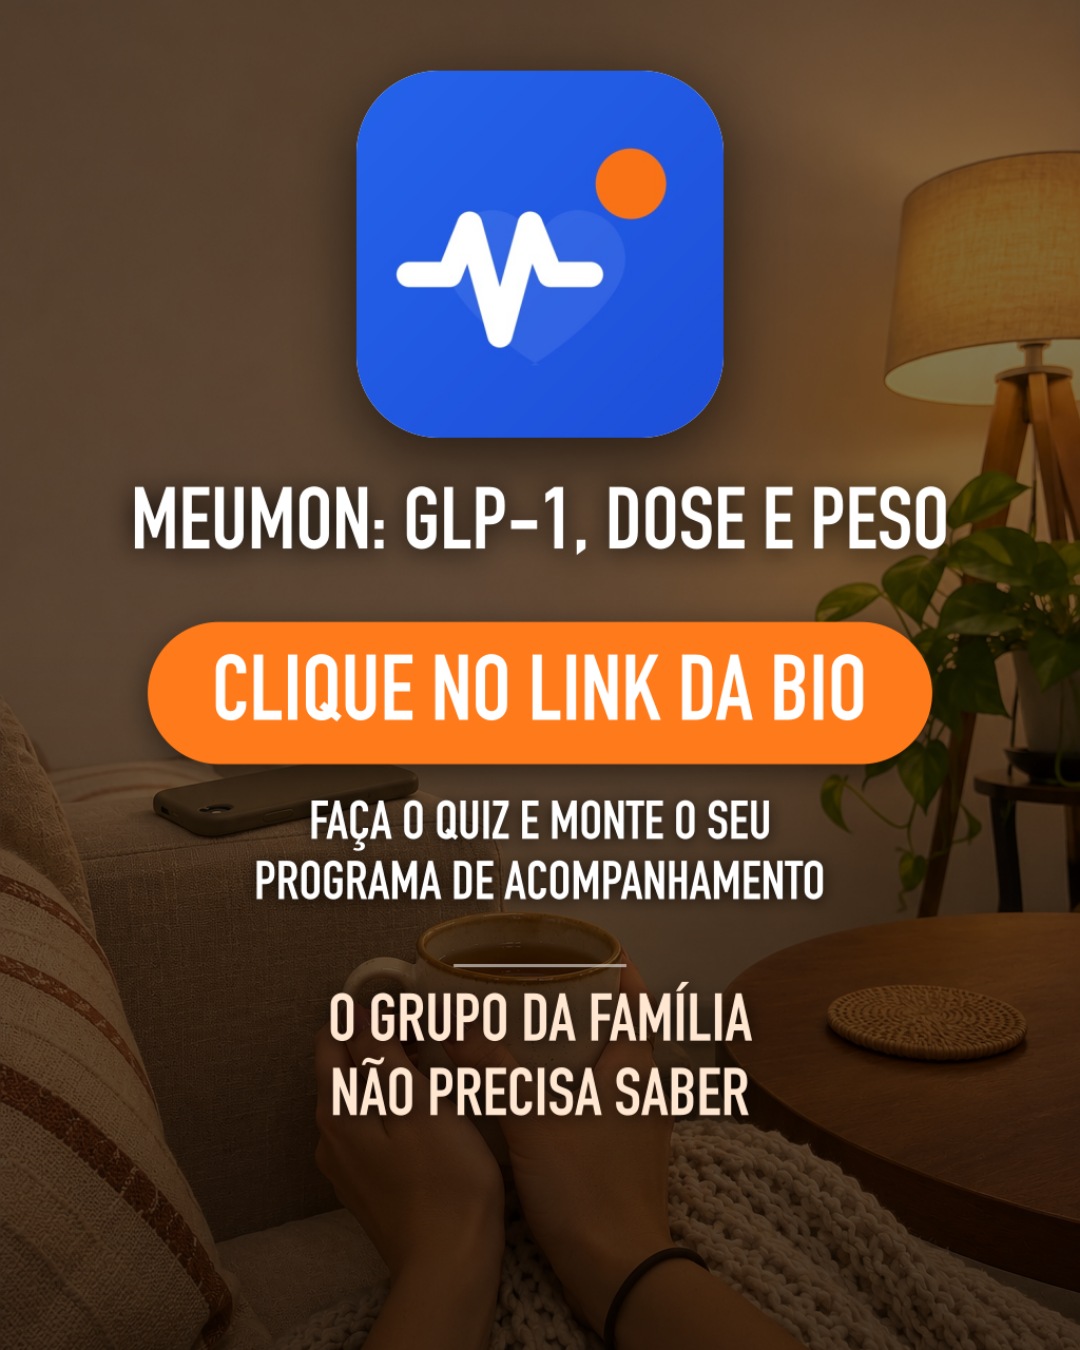 MEUMON: GLP-1, DOSE E PESO
CLIQUE NO LINK DA BIO
FAÇA O QUIZ E MONTE O SEU
PROGRAMA DE ACOMPANHAMENTO
O GRUPO DA FAMÍLIA
NÃO PRECISA SABER